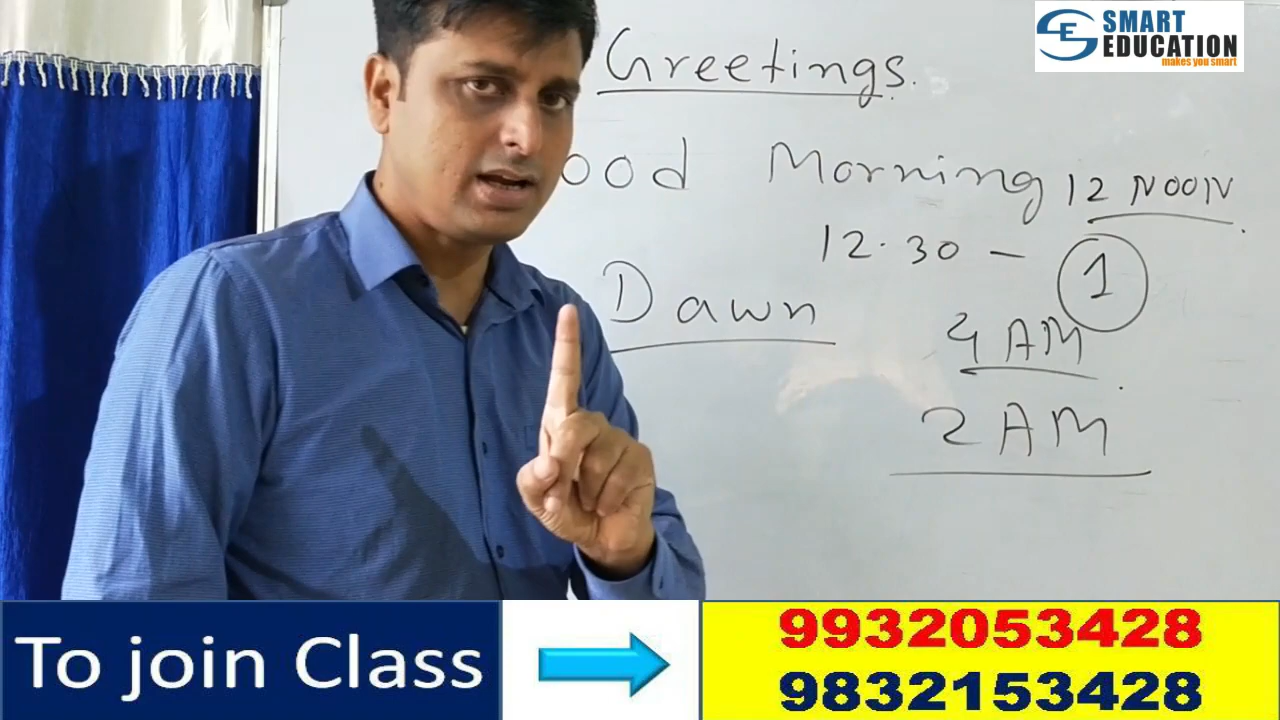 SMART
EDUCATION
makes you smart
Greetings.
ood Morning 12 NOON
12.30 - 1
Dawn
4 AM
2 AM
To join Class
9932053428
9832153428